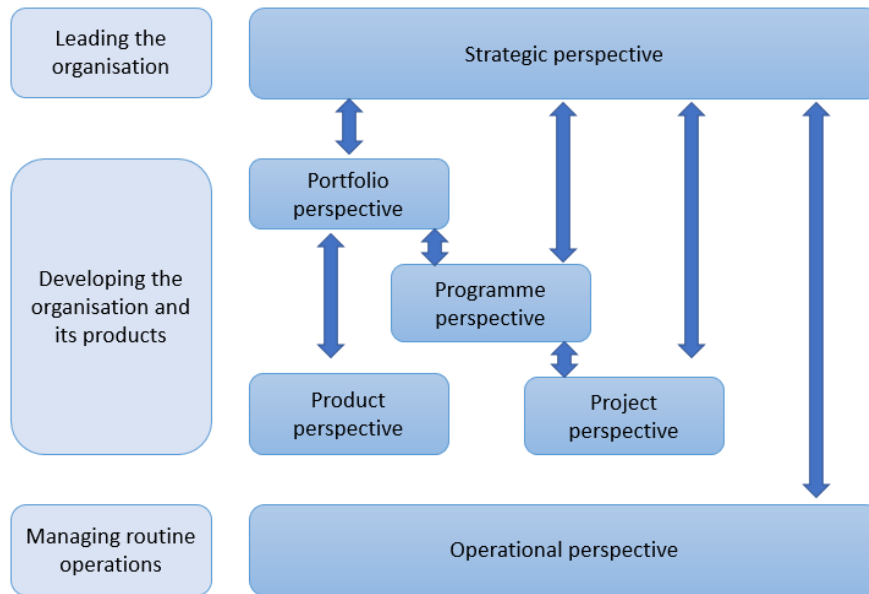 Leading the
organisation
Strategic perspective
Portfolio
perspective
Developing the
organisation and
its products
Programme
perspective
Product
perspective
Project
perspective
Managing routine
operations
Operational perspective